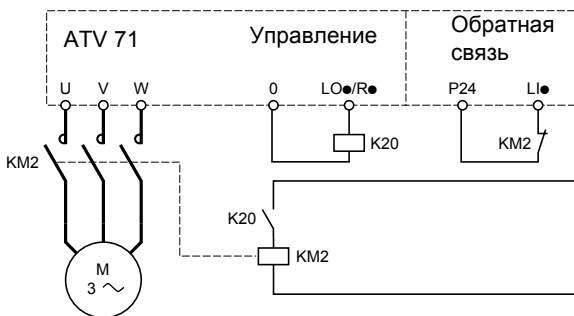 ATV 71
Управление
Обратная
связь
U V W
0 LO●/R●
P24 LI●
K20
KM2
KM2
K20
KM2
M
3 ~